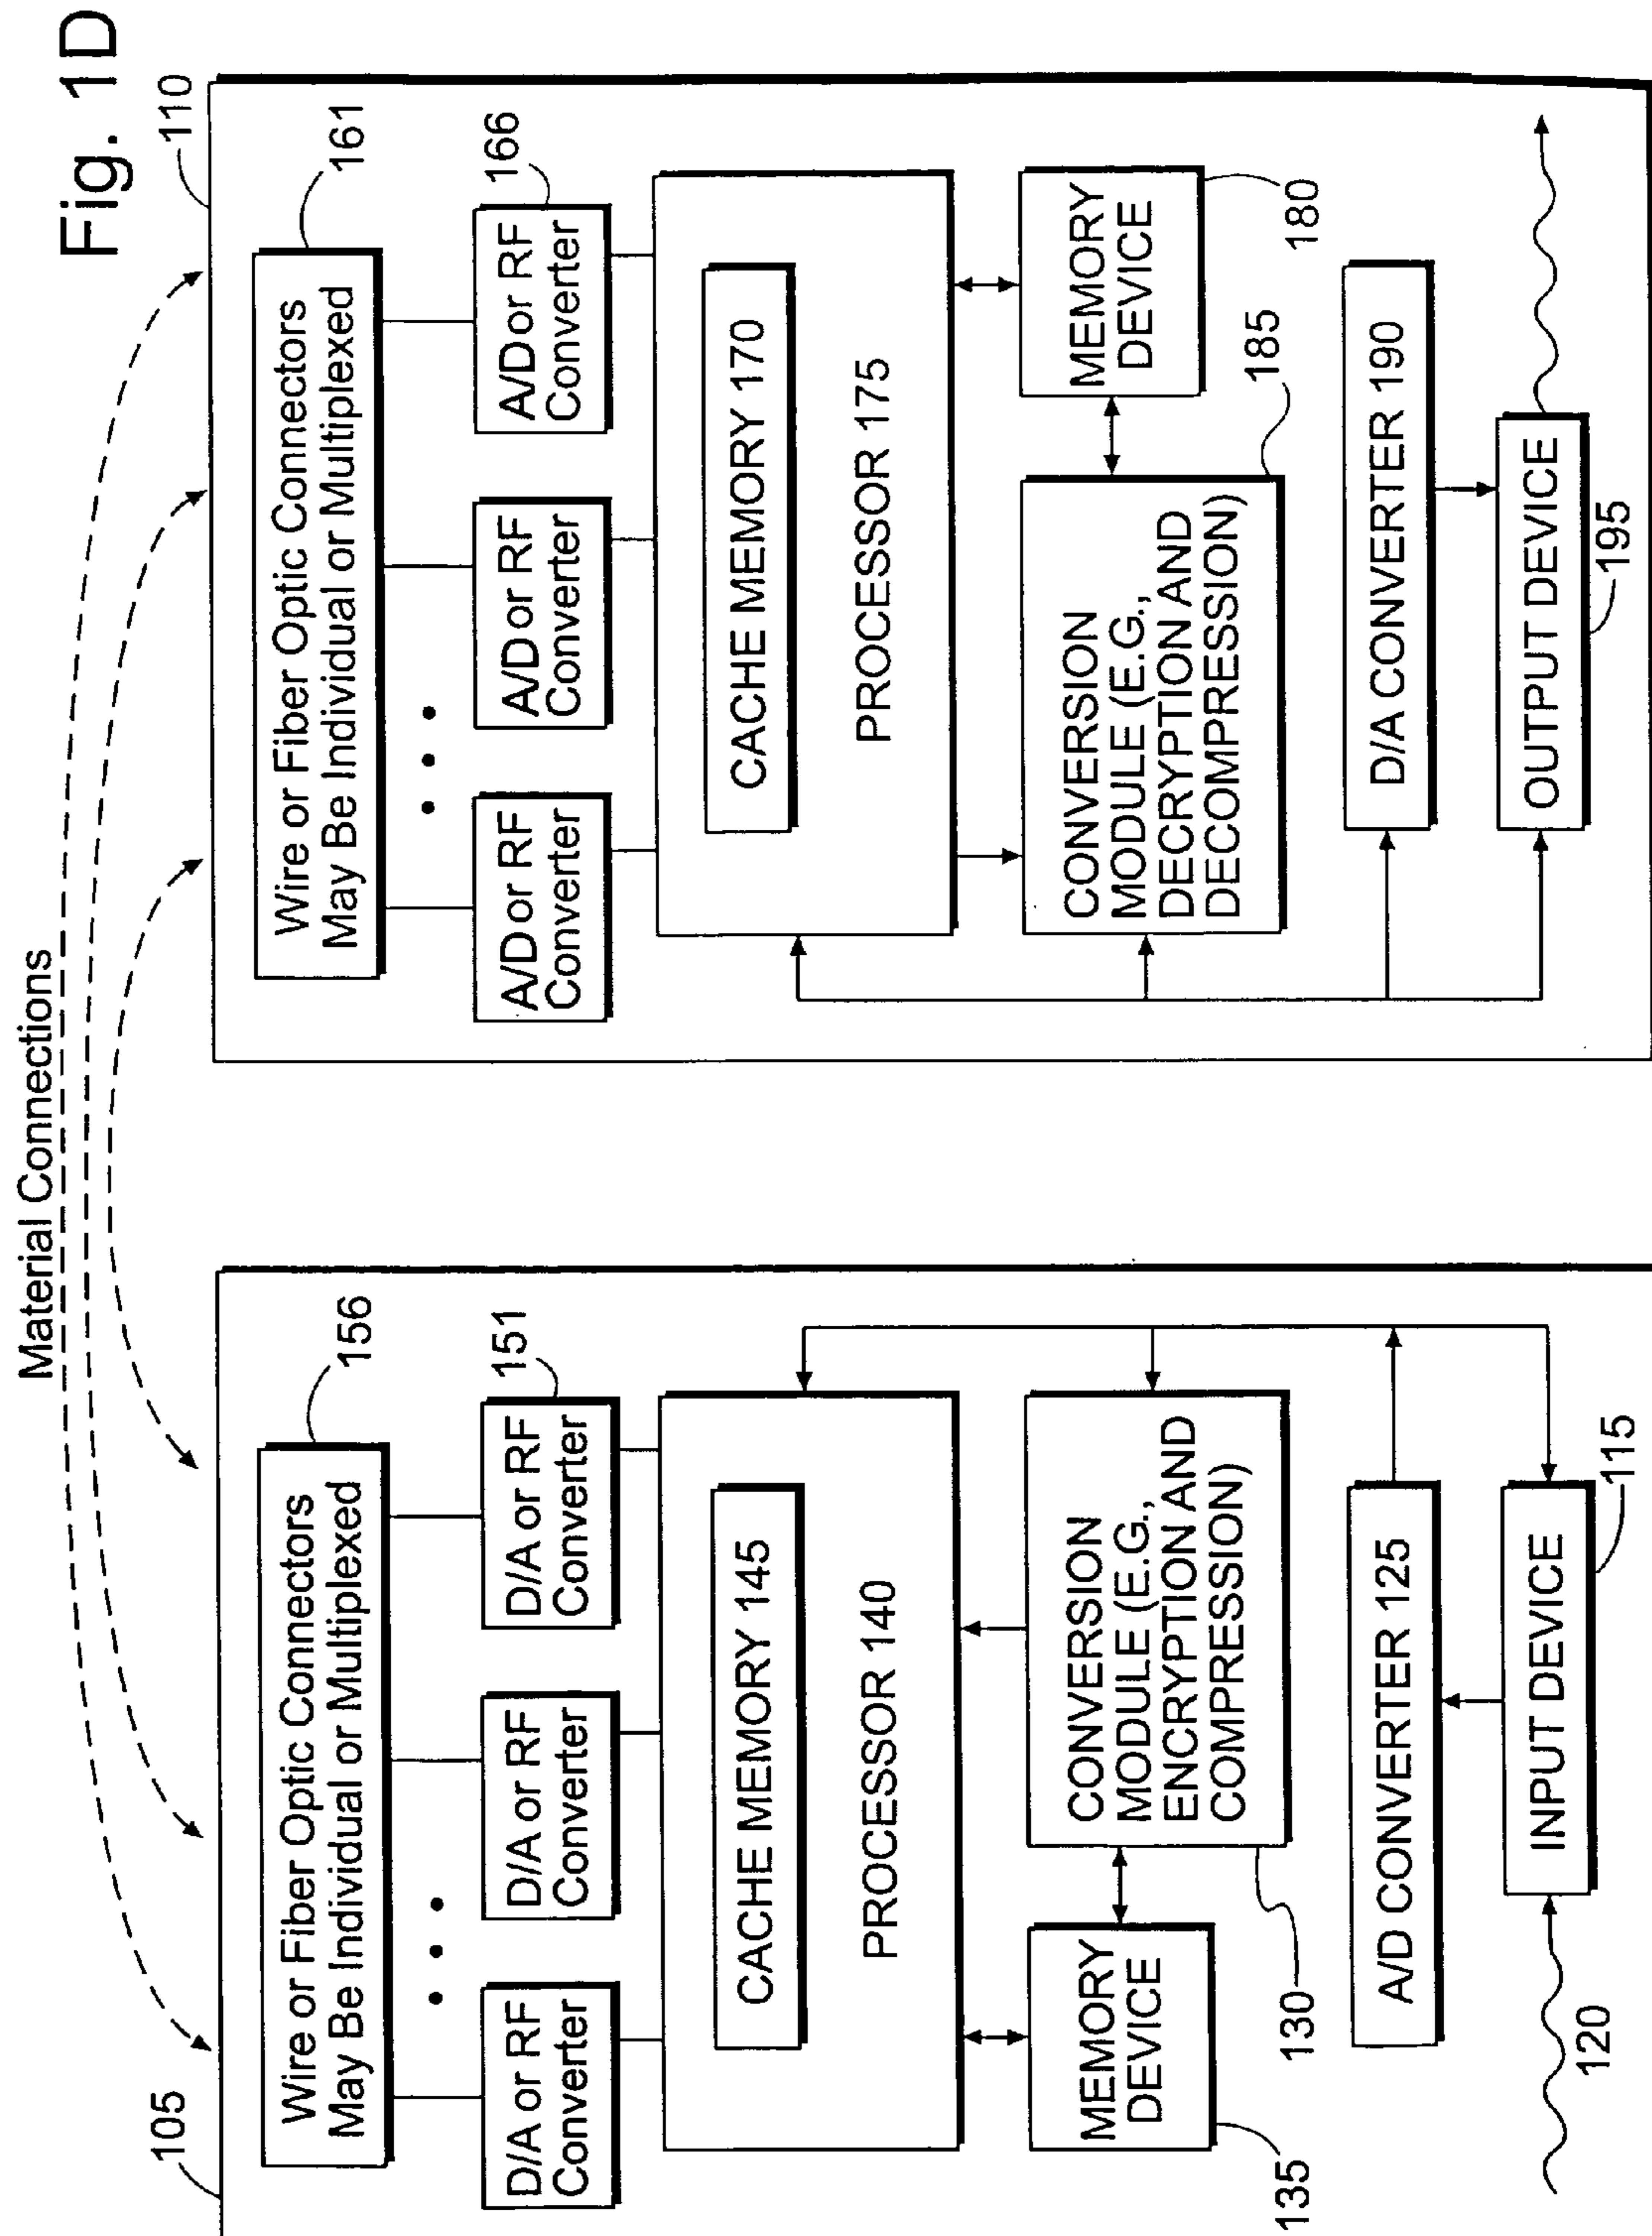 Fig. 1D
Material Connections
105
Wire or Fiber Optic Connectors
May Be Individual or Multiplexed
156
D/A or RF
Converter
• • •
D/A or RF
Converter
D/A or RF
Converter
151
CACHE MEMORY 145
PROCESSOR 140
MEMORY
DEVICE
135
CONVERSION
MODULE (E.G.,
ENCRYPTION AND
COMPRESSION)
130
A/D CONVERTER 125
INPUT DEVICE
115
120
110
Wire or Fiber Optic Connectors
May Be Individual or Multiplexed
161
A/D or RF
Converter
• • •
A/D or RF
Converter
A/D or RF
Converter
166
CACHE MEMORY 170
PROCESSOR 175
CONVERSION
MODULE (E.G.,
DECRYPTION AND
DECOMPRESSION)
185
MEMORY
DEVICE
180
D/A CONVERTER 190
OUTPUT DEVICE
195